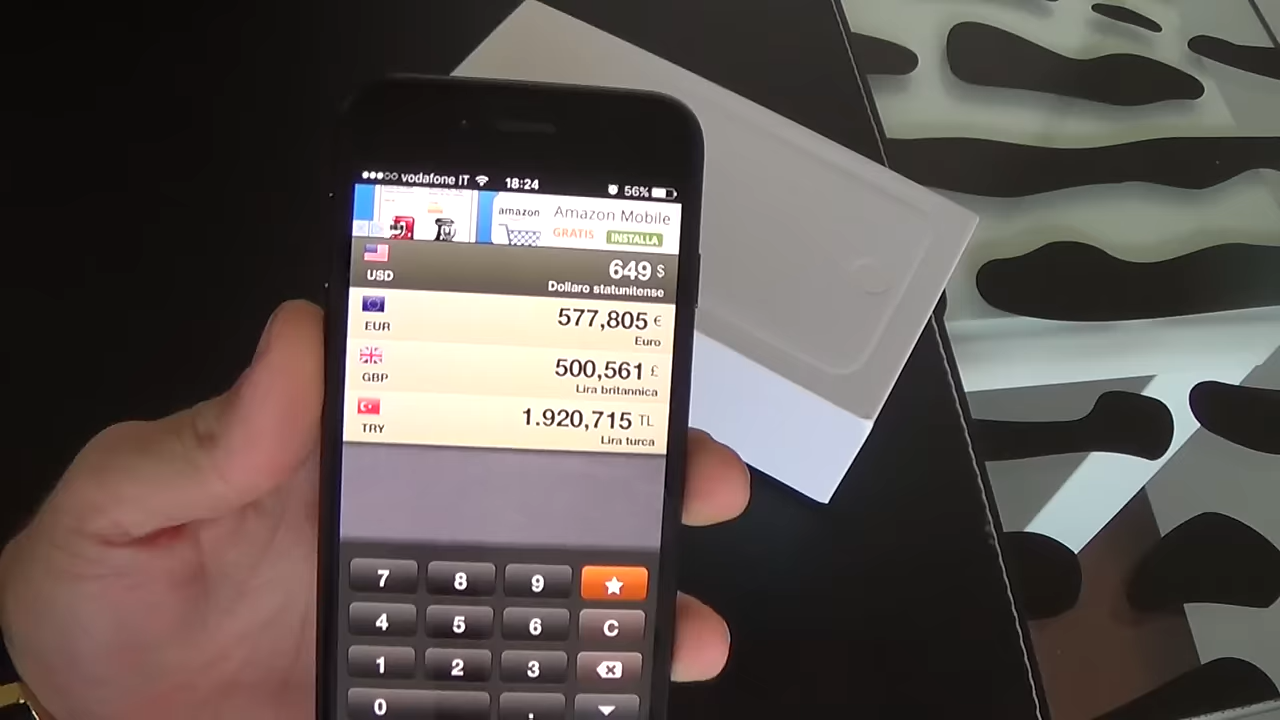 vodafone IT 18:24 56%
amazon Amazon Mobile
GRATIS INSTALLA
USD 649 $
Dollaro statunitense
EUR 577,805 €
Euro
GBP 500,561 £
Lira britannica
TRY 1.920,715 TL
Lira turca
7 8 9
4 5 6 C
1 2 3
0 .